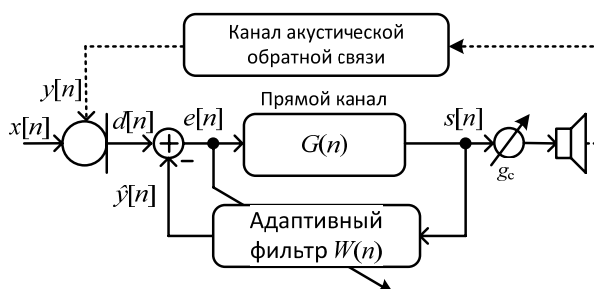 Канал акустической
обратной связи
y[n]
x[n]
d[n]
e[n]
Прямой канал
G(n)
s[n]
g_c
+
−
ŷ[n]
Адаптивный
фильтр W(n)